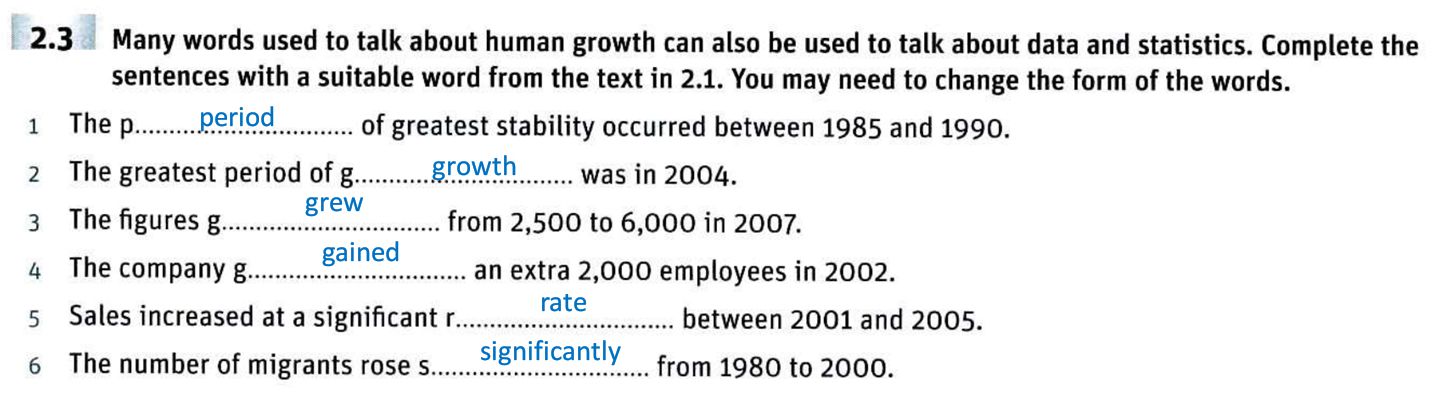 2.3 Many words used to talk about human growth can also be used to talk about data and statistics. Complete the
sentences with a suitable word from the text in 2.1. You may need to change the form of the words.
1 The p.......... period .......... of greatest stability occurred between 1985 and 1990.
2 The greatest period of g.......... growth .......... was in 2004.
3 The figures g.......... grew .......... from 2,500 to 6,000 in 2007.
4 The company g.......... gained .......... an extra 2,000 employees in 2002.
5 Sales increased at a significant r.......... rate .......... between 2001 and 2005.
6 The number of migrants rose s.......... significantly .......... from 1980 to 2000.